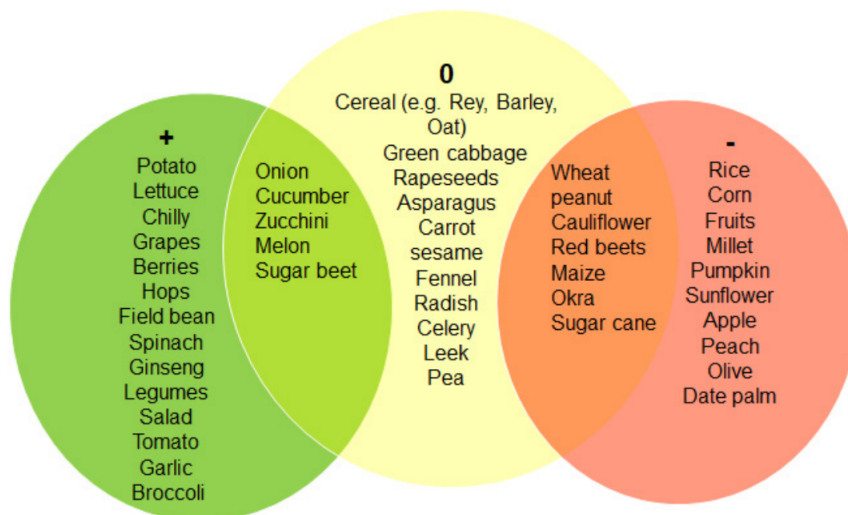 +
Potato
Lettuce
Chilly
Grapes
Berries
Hops
Field bean
Spinach
Ginseng
Legumes
Salad
Tomato
Garlic
Broccoli
Onion
Cucumber
Zucchini
Melon
Sugar beet
0
Cereal (e.g. Rey, Barley,
Oat)
Green cabbage
Rapeseeds
Asparagus
Carrot
sesame
Fennel
Radish
Celery
Leek
Pea
Wheat
peanut
Cauliflower
Red beets
Maize
Okra
Sugar cane
-
Rice
Corn
Fruits
Millet
Pumpkin
Sunflower
Apple
Peach
Olive
Date palm